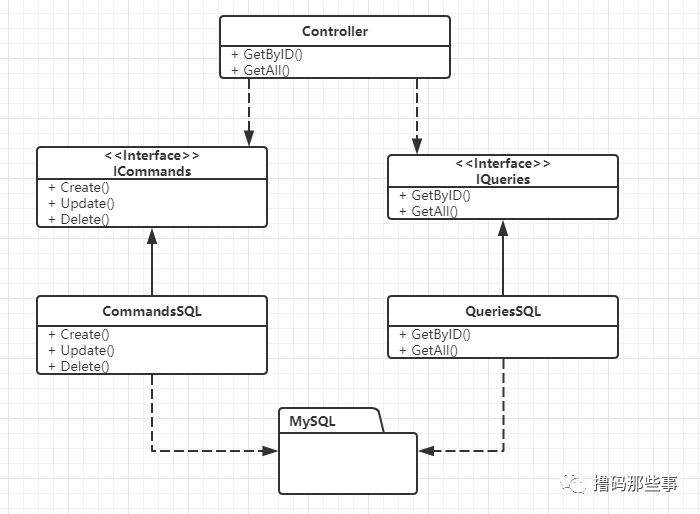 Controller
+ GetByID()
+ GetAll()
<<Interface>>
ICommands
+ Create()
+ Update()
+ Delete()
<<Interface>>
IQueries
+ GetByID()
+ GetAll()
CommandsSQL
+ Create()
+ Update()
+ Delete()
QueriesSQL
+ GetByID()
+ GetAll()
MySQL
撸码那些事